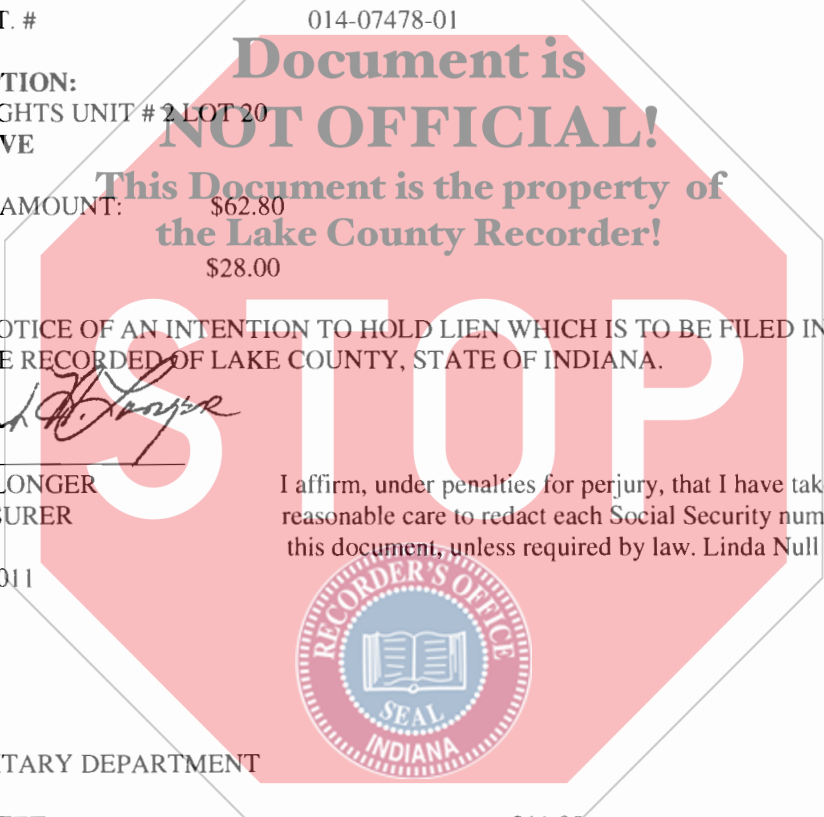 T. # 014-07478-01
Document is
TION:
GHTS UNIT # 2 LOT 20
NOT OFFICIAL!
VE
This Document is the property of
AMOUNT: $62.80
the Lake County Recorder!
$28.00
STOP
OTICE OF AN INTENTION TO HOLD LIEN WHICH IS TO BE FILED IN
E RECORDED OF LAKE COUNTY, STATE OF INDIANA.
LONGER
SURER
I affirm, under penalties for perjury, that I have tak
reasonable care to redact each Social Security num
this document, unless required by law. Linda Null
011
RECORDER'S OFFICE
SEAL
INDIANA
TARY DEPARTMENT